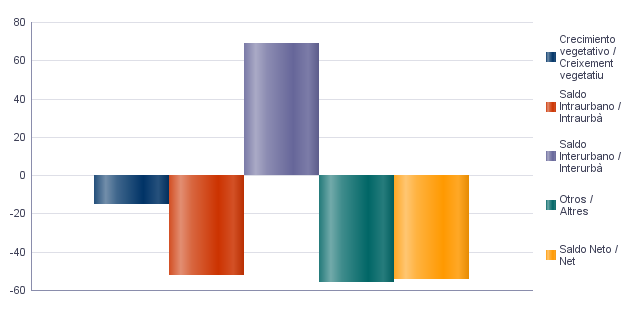 80
60
40
20
0
-20
-40
-60
Crecimiento
vegetativo /
Creixement
vegetatiu
Saldo
Intraurbano /
Intraurbà
Saldo
Interurbano /
Interurbà
Otros /
Altres
Saldo Neto /
Net